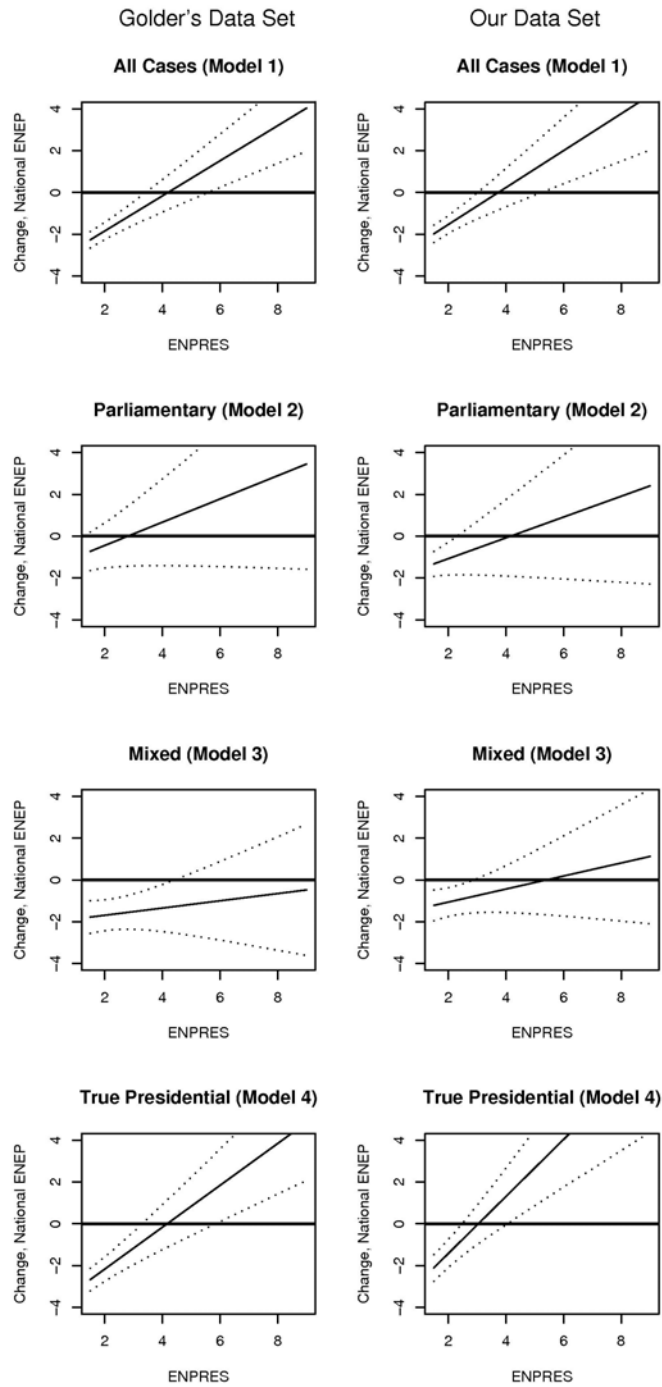 Golder's Data Set
Our Data Set
All Cases (Model 1)
All Cases (Model 1)
Change, National ENEP
4
2
0
−2
−4
2 4 6 8
ENPRES
Change, National ENEP
4
2
0
−2
−4
2 4 6 8
ENPRES
Parliamentary (Model 2)
Parliamentary (Model 2)
Change, National ENEP
4
2
0
−2
−4
2 4 6 8
ENPRES
Change, National ENEP
4
2
0
−2
−4
2 4 6 8
ENPRES
Mixed (Model 3)
Mixed (Model 3)
Change, National ENEP
4
2
0
−2
−4
2 4 6 8
ENPRES
Change, National ENEP
4
2
0
−2
−4
2 4 6 8
ENPRES
True Presidential (Model 4)
True Presidential (Model 4)
Change, National ENEP
4
2
0
−2
−4
2 4 6 8
ENPRES
Change, National ENEP
4
2
0
−2
−4
2 4 6 8
ENPRES